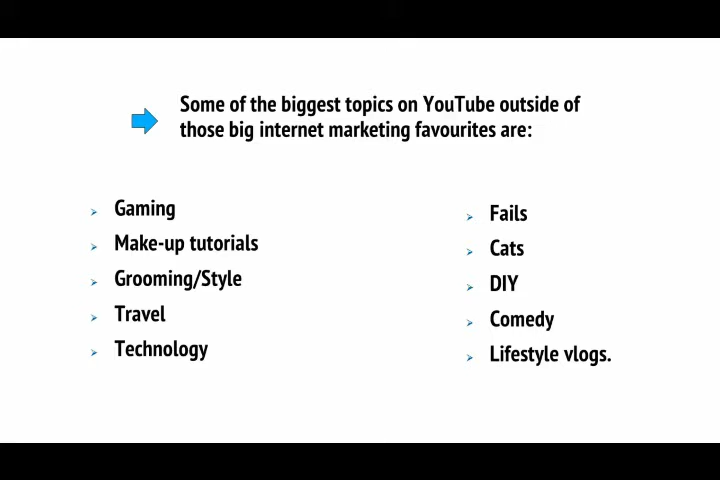 Some of the biggest topics on YouTube outside of
those big internet marketing favourites are:
Gaming
Make-up tutorials
Grooming/Style
Travel
Technology
Fails
Cats
DIY
Comedy
Lifestyle vlogs.